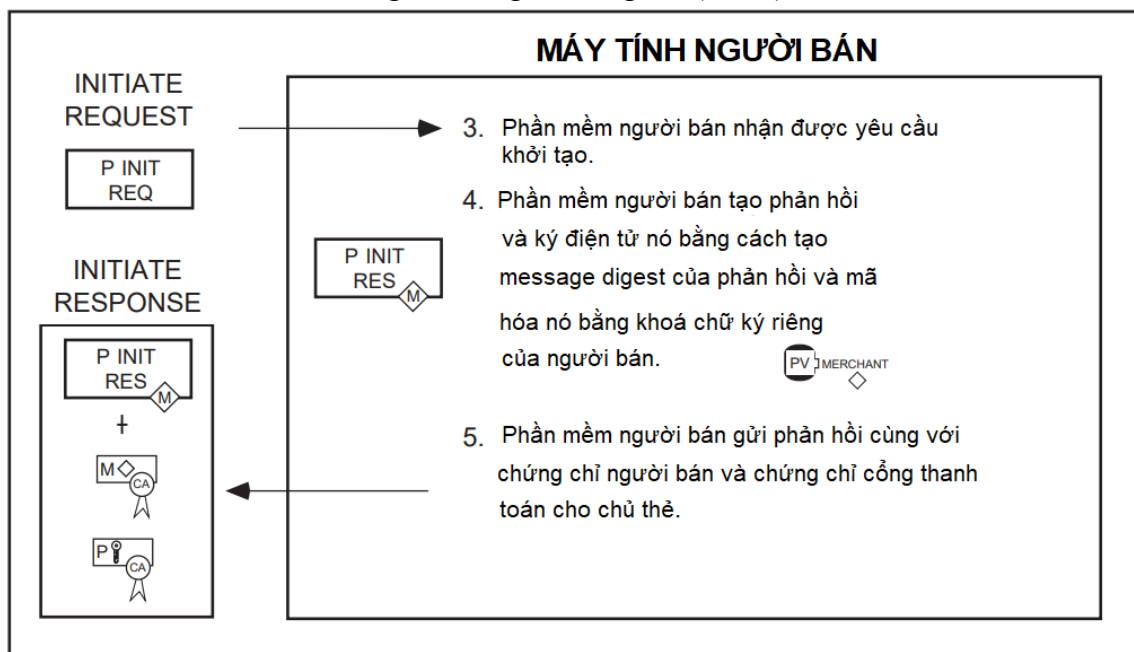 MÁY TÍNH NGƯỜI BÁN
INITIATE
REQUEST
P INIT
REQ
3. Phần mềm người bán nhận được yêu cầu
khởi tạo.
4. Phần mềm người bán tạo phản hồi
và ký điện tử nó bằng cách tạo
message digest của phản hồi và mã
hóa nó bằng khoá chữ ký riêng
của người bán.
P INIT
RES
M
PV MERCHANT
INITIATE
RESPONSE
P INIT
RES
M
+
M
CA
P
CA
5. Phần mềm người bán gửi phản hồi cùng với
chứng chỉ người bán và chứng chỉ cổng thanh
toán cho chủ thẻ.